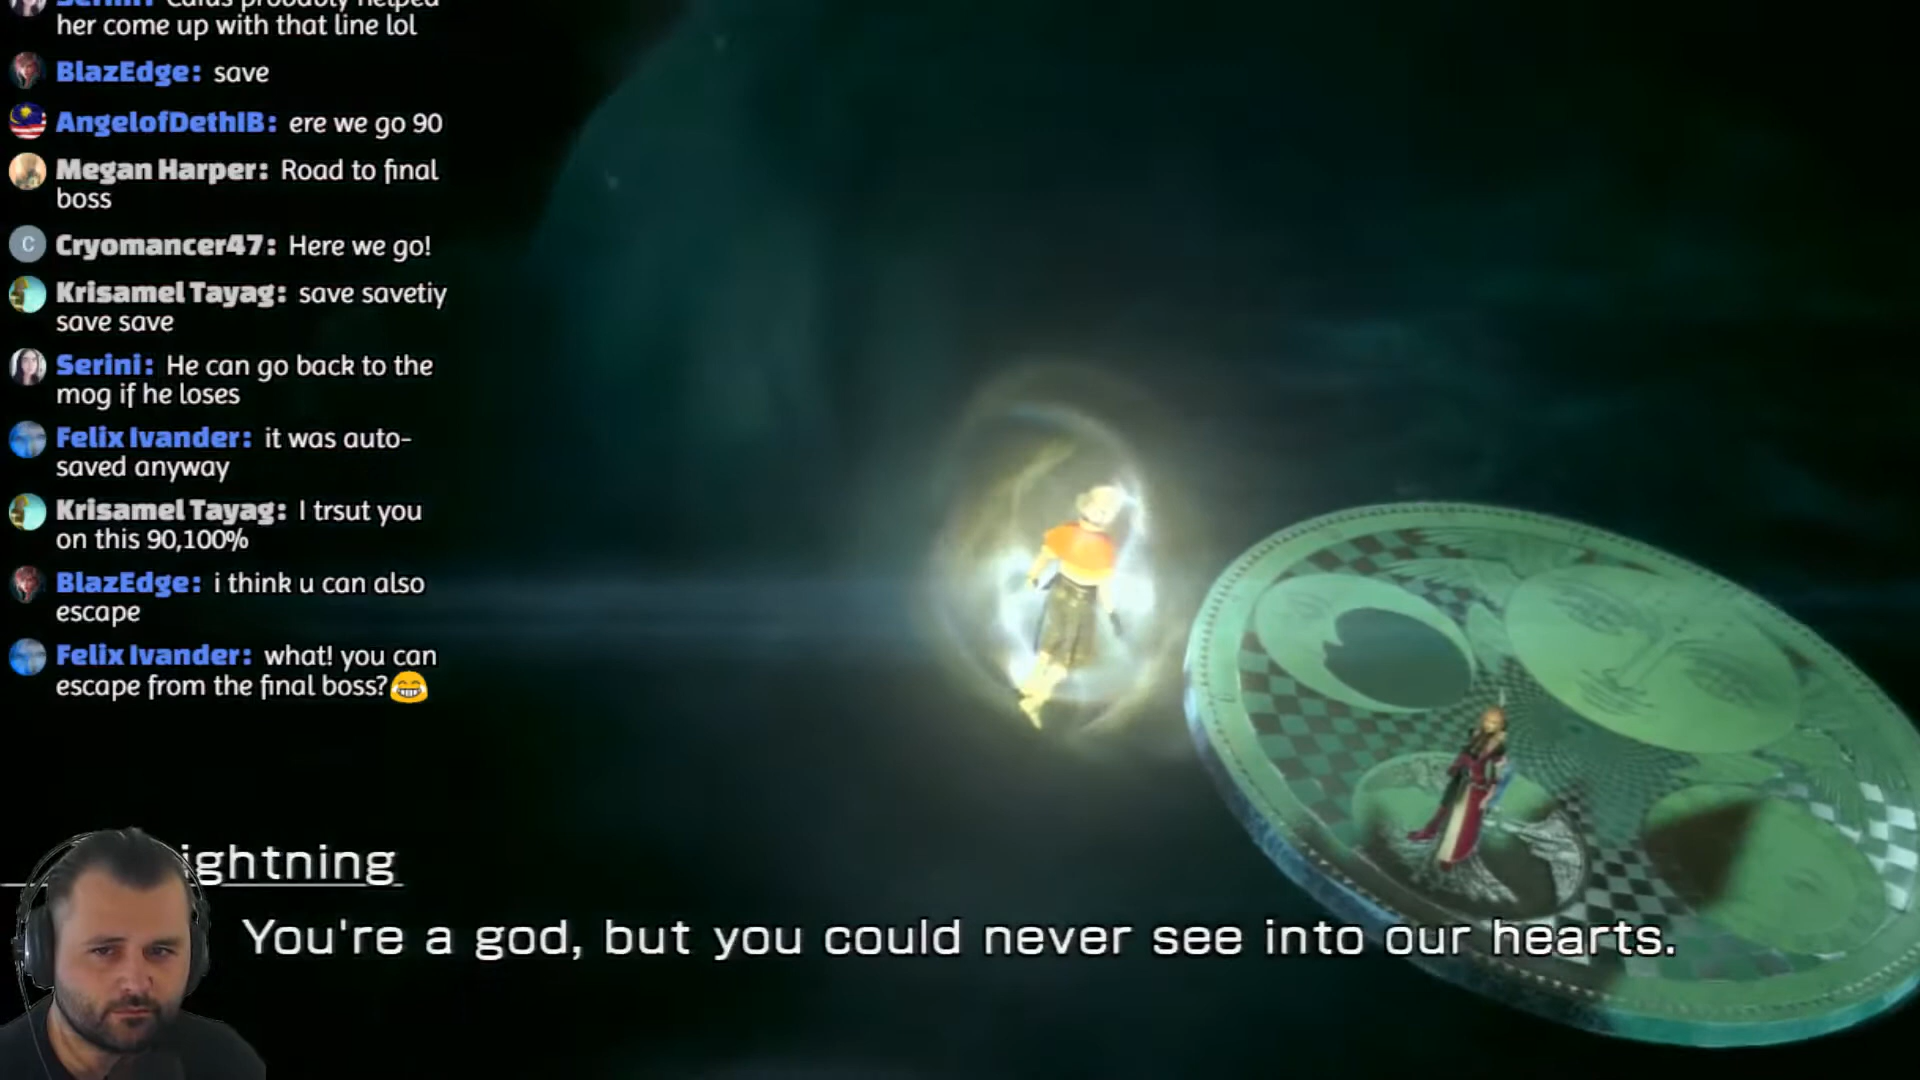 her come up with that line lol
BlazEdge: save
AngelofDethIB: ere we go 90
Megan Harper: Road to final
boss
Cryomancer47: Here we go!
Krisamel Tayag: save savetiy
save save
Serini: He can go back to the
mog if he loses
Felix Ivander: it was auto-
saved anyway
Krisamel Tayag: I trsut you
on this 90,100%
BlazEdge: i think u can also
escape
Felix Ivander: what! you can
escape from the final boss?😂
ightning
You're a god, but you could never see into our hearts.